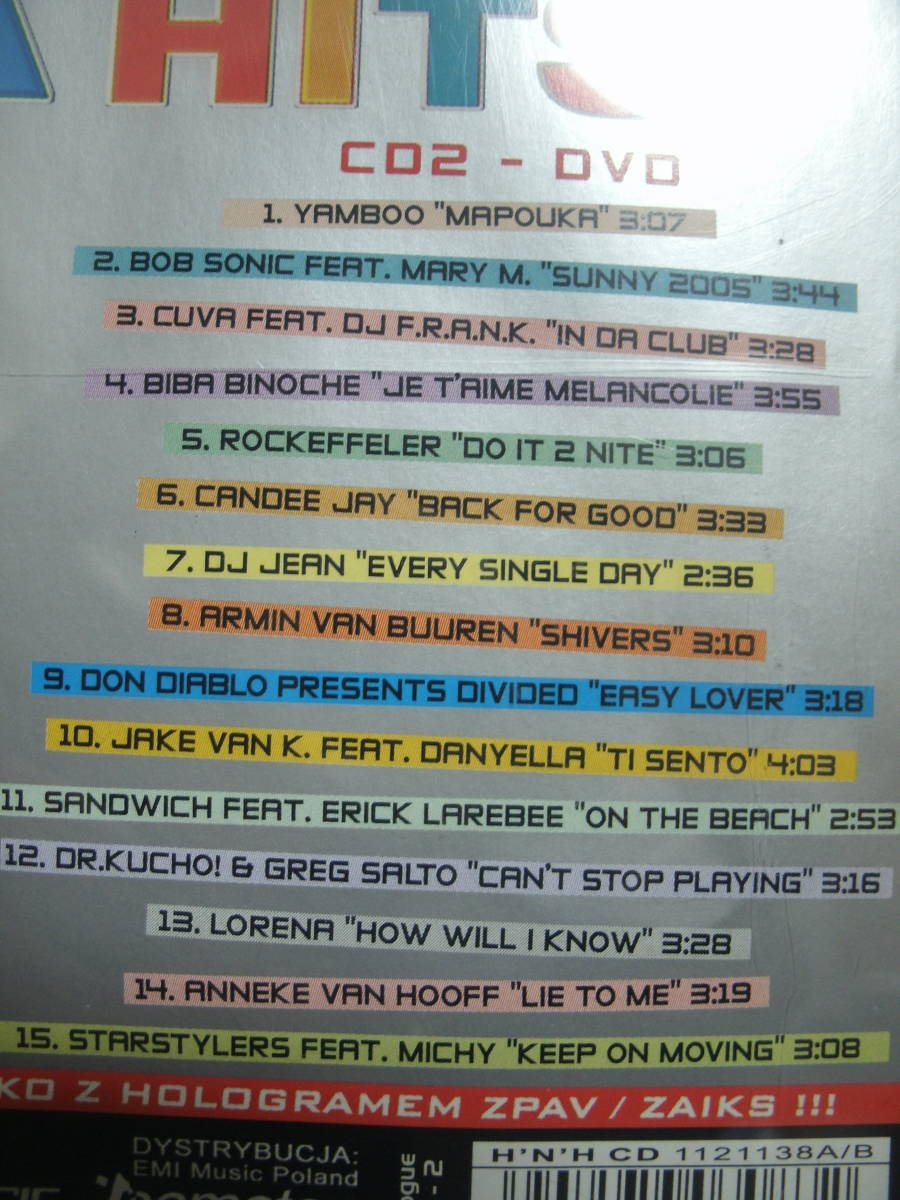 HITS
CD2 - DVD
1. YAMBOO "MAPOUKA" 3:07
2. BOB SONIC FEAT. MARY M. "SUNNY 2005" 3:44
3. CUVA FEAT. DJ F.R.A.N.K. "IN DA CLUB" 3:28
4. BIBA BINOCHE "JE T'AIME MELANCOLIE" 3:55
5. ROCKEFFELER "DO IT 2 NITE" 3:06
6. CANDEE JAY "BACK FOR GOOD" 3:33
7. DJ JEAN "EVERY SINGLE DAY" 2:36
8. ARMIN VAN BUUREN "SHIVERS" 3:10
9. DON DIABLO PRESENTS DIVIDED "EASY LOVER" 3:18
10. JAKE VAN K. FEAT. DANYELLA "TI SENTO" 4:03
11. SANDWICH FEAT. ERICK LAREBEE "ON THE BEACH" 2:53
12. DR.KUCHO! & GREG SALTO "CAN'T STOP PLAYING" 3:16
13. LORENA "HOW WILL I KNOW" 3:28
14. ANNEKE VAN HOOFF "LIE TO ME" 3:19
15. STARSTYLERS FEAT. MICHY "KEEP ON MOVING" 3:08
KO Z HOLOGRAMEM ZPAV / ZAIKS !!!
DYSTRYBUCJA:
EMI Music Poland
H'N'H CD 1121138A/B